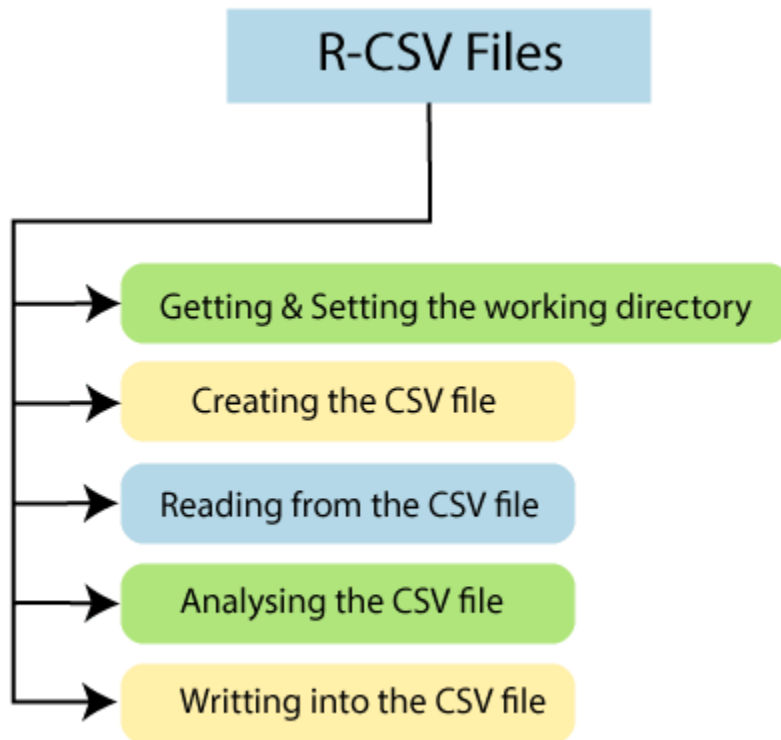 R-CSV Files
Getting & Setting the working directory
Creating the CSV file
Reading from the CSV file
Analysing the CSV file
Writting into the CSV file